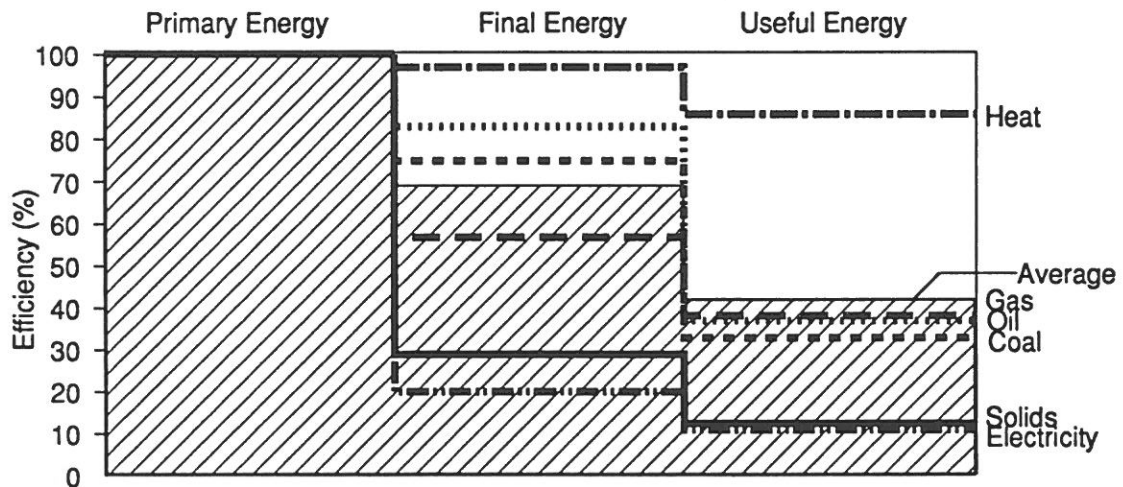 Primary Energy Final Energy Useful Energy
Efficiency (%)
100
90
80
70
60
50
40
30
20
10
0
Heat
Average
Gas
Oil
Coal
Solids
Electricity